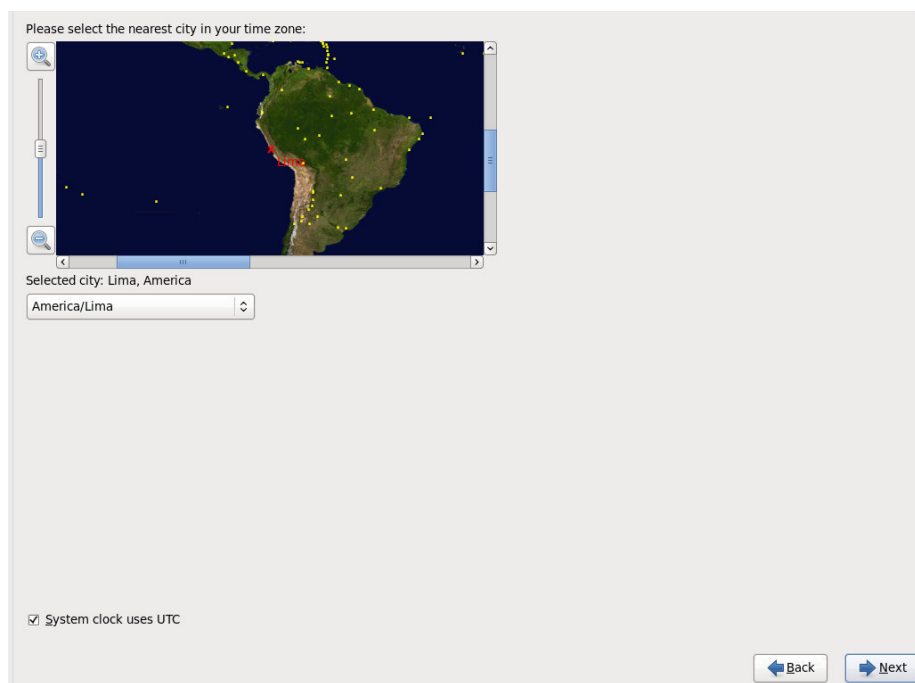 Please select the nearest city in your time zone:
Lima
Selected city: Lima, America
America/Lima
System clock uses UTC
Back
Next